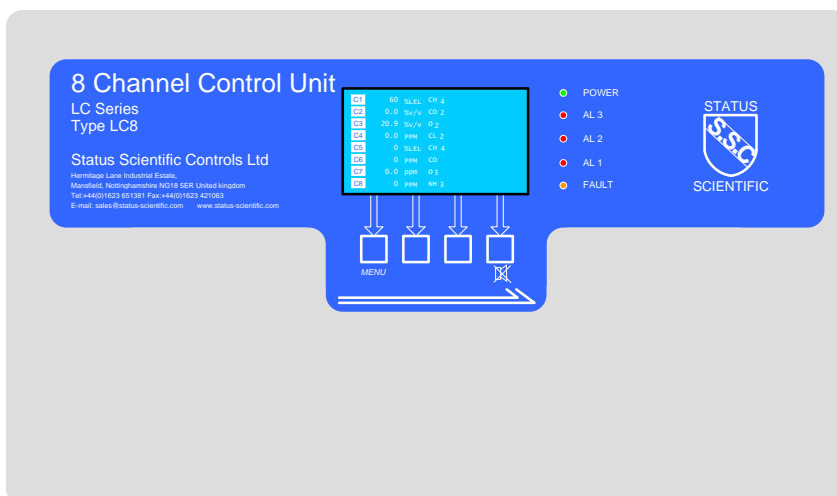 8 Channel Control Unit
LC Series
Type LC8
Status Scientific Controls Ltd
Hermitage Lane Industrial Estate,
Mansfield, Nottinghamshire NG18 5ER United kingdom
Tel:+44(0)1623 651381 Fax:+44(0)1623 421063
E-mail: sales@status-scientific.com www.status-scientific.com
C1 60 %LEL CH 4
C2 0.0 %v/v CO 2
C3 20.9 %v/v O 2
C4 0.0 PPM CL 2
C5 0 %LEL CH 4
C6 0 PPM CO
C7 0.0 ppm O 3
C8 0 PPM NH 3
MENU
POWER
AL 3
AL 2
AL 1
FAULT
STATUS
S.S.C
SCIENTIFIC